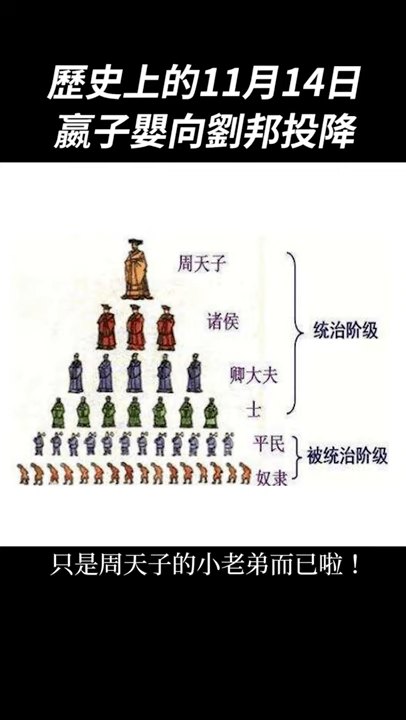 歷史上的11月14日
嬴子嬰向劉邦投降
周天子
诸侯
统治阶级
卿大夫
士
平民
被统治阶级
奴隶
只是周天子的小老弟而已啦！